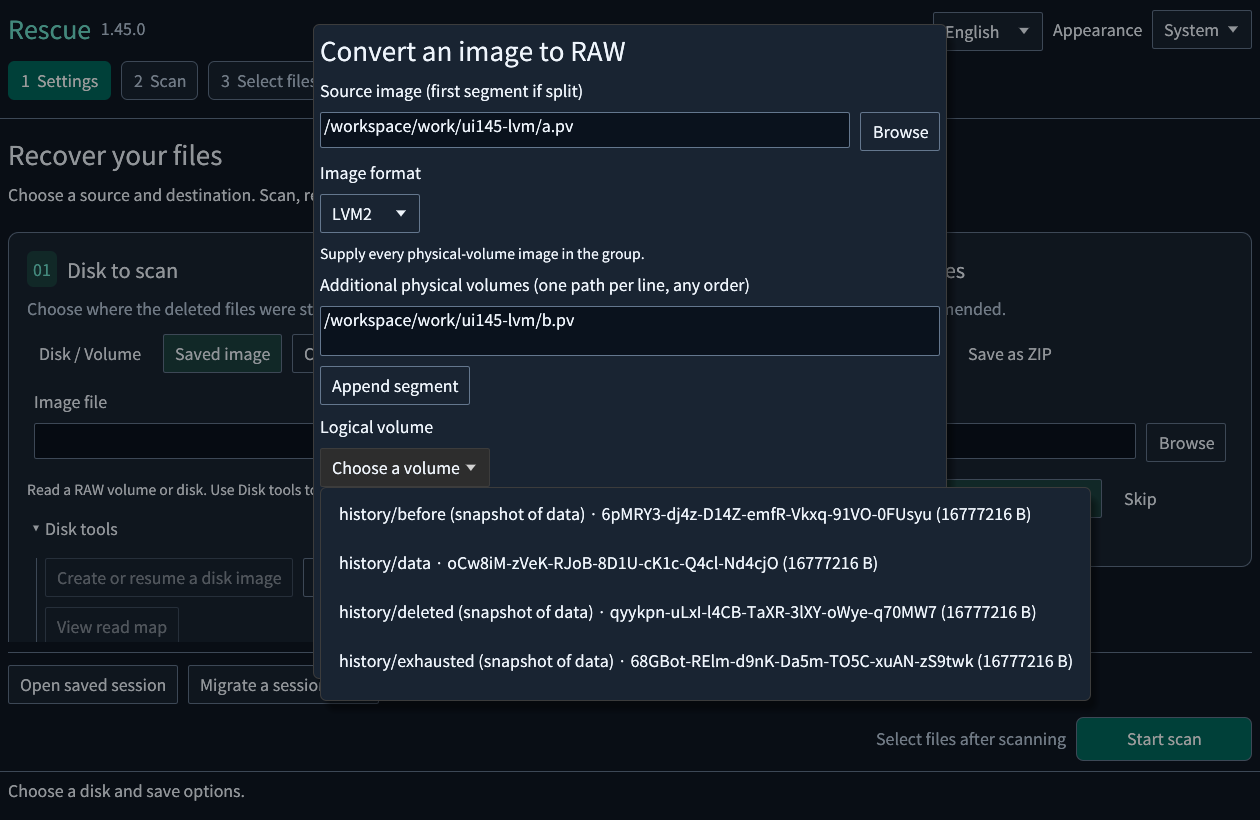 Rescue 1.45.0
English
Appearance
System
1 Settings
2 Scan
3 Select files
Convert an image to RAW
Source image (first segment if split)
/workspace/work/ui145-lvm/a.pv
Browse
Image format
LVM2
Supply every physical-volume image in the group.
Additional physical volumes (one path per line, any order)
/workspace/work/ui145-lvm/b.pv
Append segment
Logical volume
Choose a volume
history/before (snapshot of data) · 6pMRY3-dj4z-D14Z-emfR-Vkxq-91VO-0FUsyu (16777216 B)
history/data · oCw8iM-zVeK-RJoB-8D1U-cK1c-Q4cl-Nd4cjO (16777216 B)
history/deleted (snapshot of data) · qyykpn-uLxI-l4CB-TaXR-3lXY-oWye-q70MW7 (16777216 B)
history/exhausted (snapshot of data) · 68GBot-RElm-d9nK-Da5m-TO5C-xuAN-zS9twk (16777216 B)
Recover your files
Choose a source and destination. Scan,
01 Disk to scan
Choose where the deleted files were
Disk / Volume
Saved image
Image file
Read a RAW volume or disk. Use Disk tools
Disk tools
Create or resume a disk image
View read map
Save as ZIP
Browse
Skip
Open saved session
Migrate a
Select files after scanning
Start scan
Choose a disk and save options.